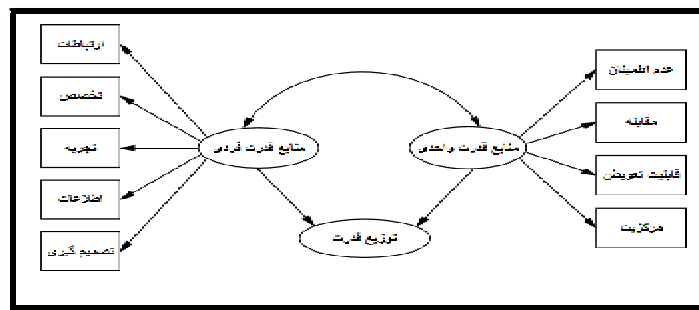 ارتباطات
تخصص
تجربه
اطلاعات
تصمیم گیری
منابع قدرت فردی
منابع قدرت واحدی
توزیع قدرت
عدم اطمینان
مقابله
قابلیت تعویض
مرکزیت